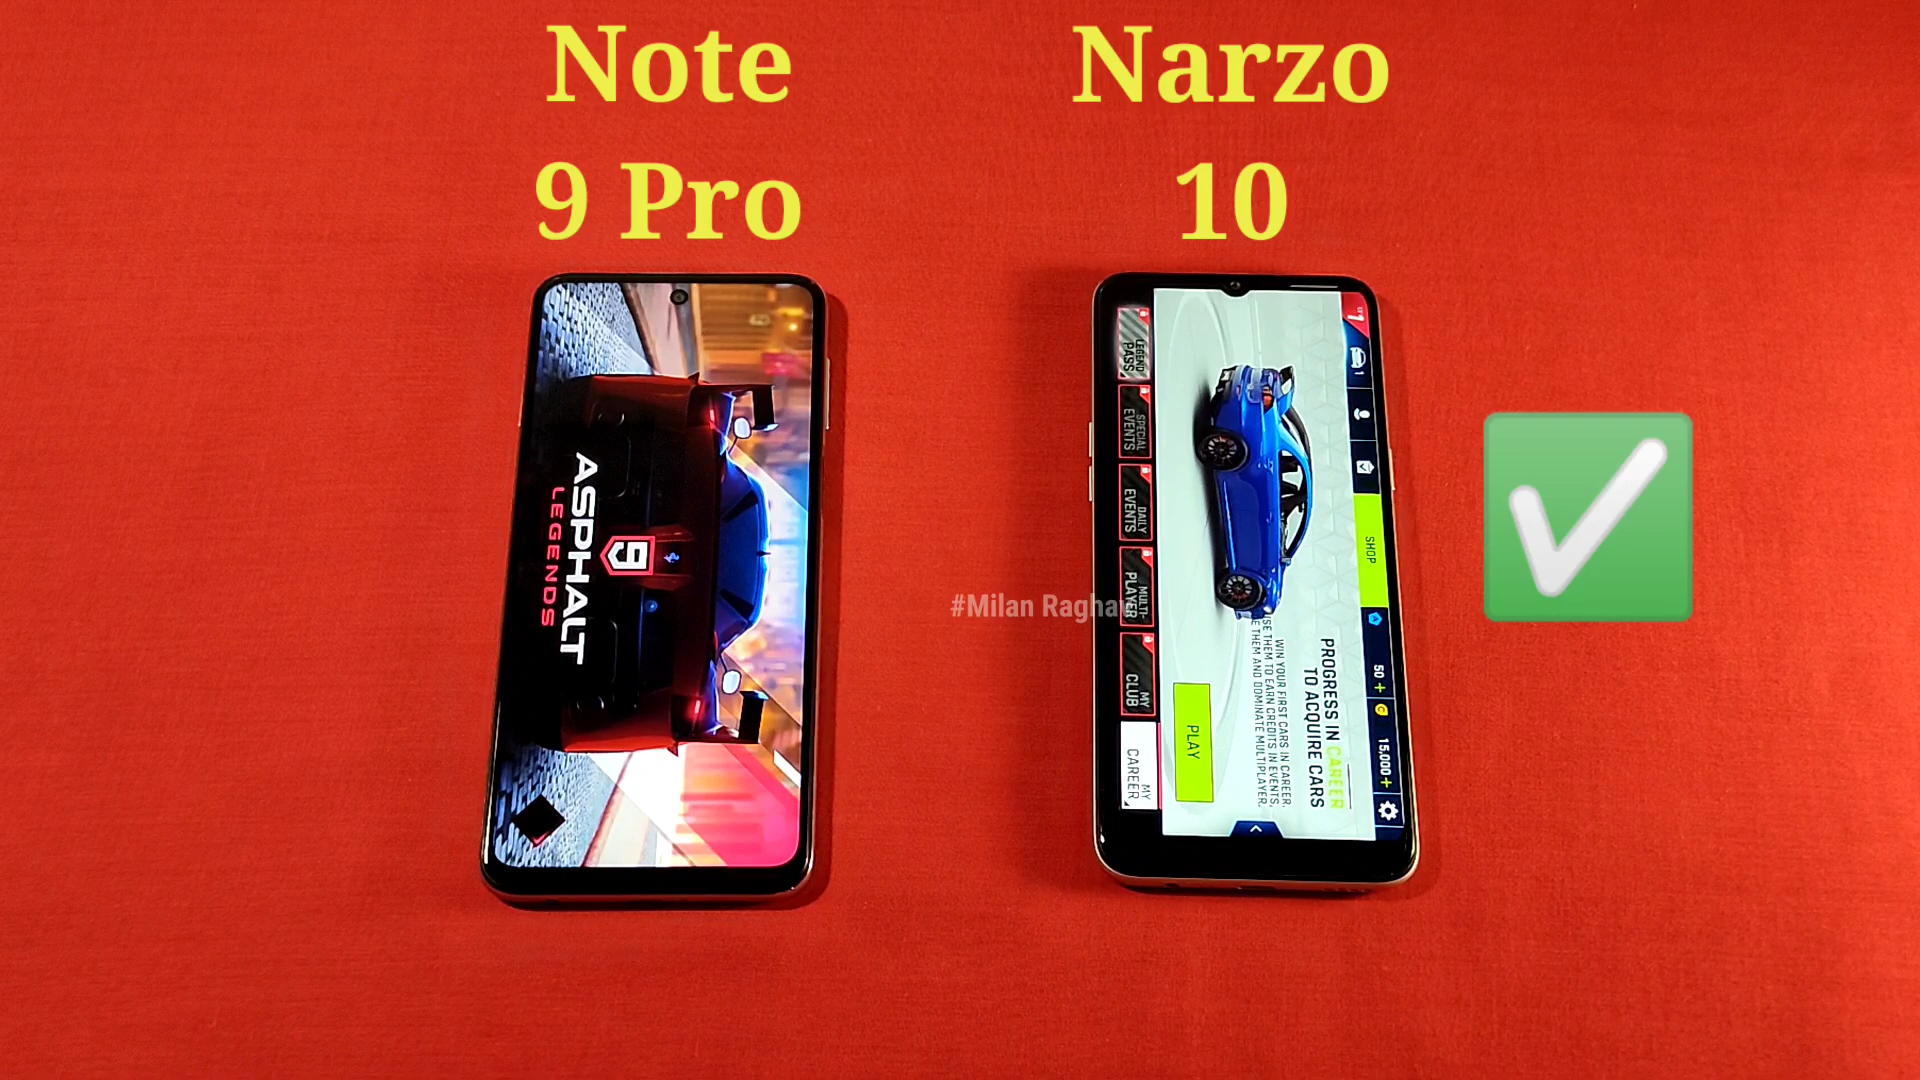 Note
9 Pro
Narzo
10
ASPHALT
9
LEGENDS
#Milan Ragha
1
1
SHOP
50 +
15,000 +
PROGRESS IN CAREER
TO ACQUIRE CARS
WIN YOUR FIRST CARS IN CAREER,
USE THEM TO EARN CREDITS IN EVENTS,
THEM AND DOMINATE MULTIPLAYER.
PLAY
LEGEND
PASS
SPECIAL
EVENTS
DAILY
EVENTS
MULTI-
PLAYER
MY
CLUB
MY
CAREER